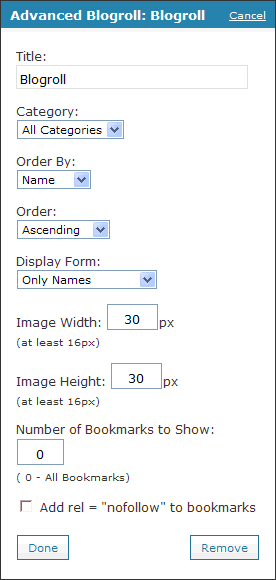 Advanced Blogroll: Blogroll Cancel
Title:
Blogroll
Category:
All Categories
Order By:
Name
Order:
Ascending
Display Form:
Only Names
Image Width: 30 px
(at least 16px)
Image Height: 30 px
(at least 16px)
Number of Bookmarks to Show:
0
( 0 - All Bookmarks)
Add rel = "nofollow" to bookmarks
Done Remove